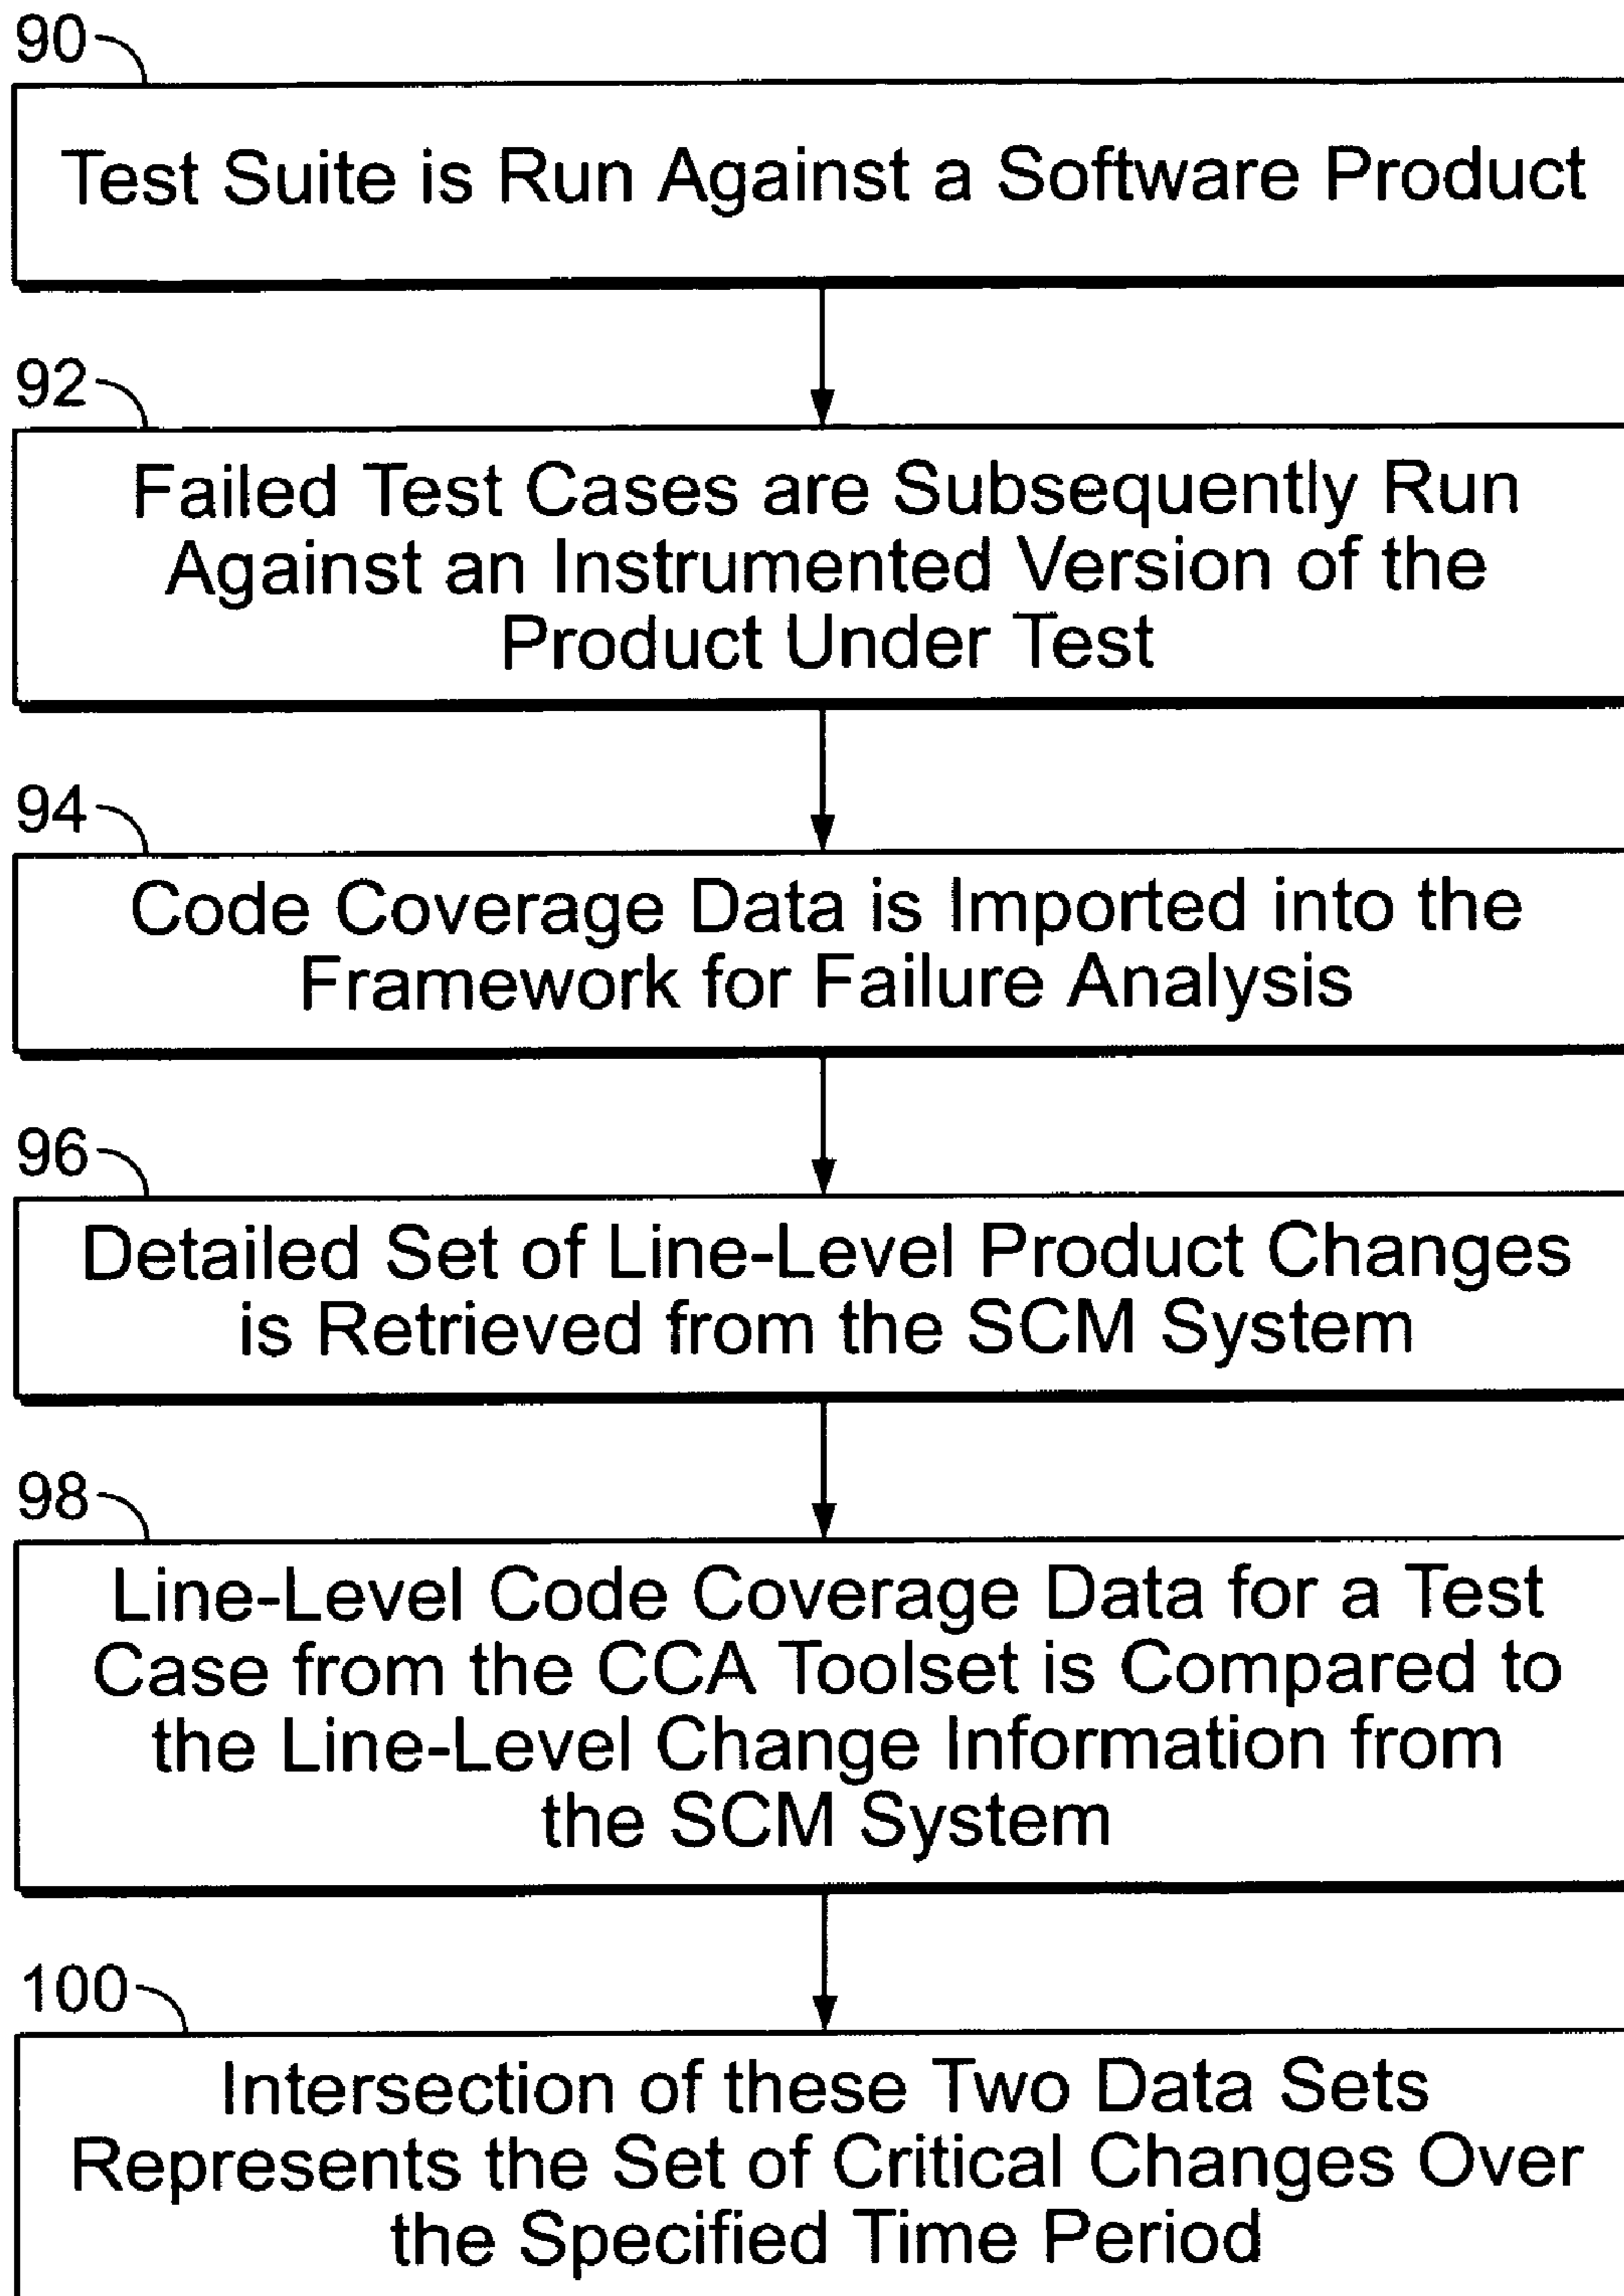 90
Test Suite is Run Against a Software Product
92
Failed Test Cases are Subsequently Run
Against an Instrumented Version of the
Product Under Test
94
Code Coverage Data is Imported into the
Framework for Failure Analysis
96
Detailed Set of Line-Level Product Changes
is Retrieved from the SCM System
98
Line-Level Code Coverage Data for a Test
Case from the CCA Toolset is Compared to
the Line-Level Change Information from
the SCM System
100
Intersection of these Two Data Sets
Represents the Set of Critical Changes Over
the Specified Time Period